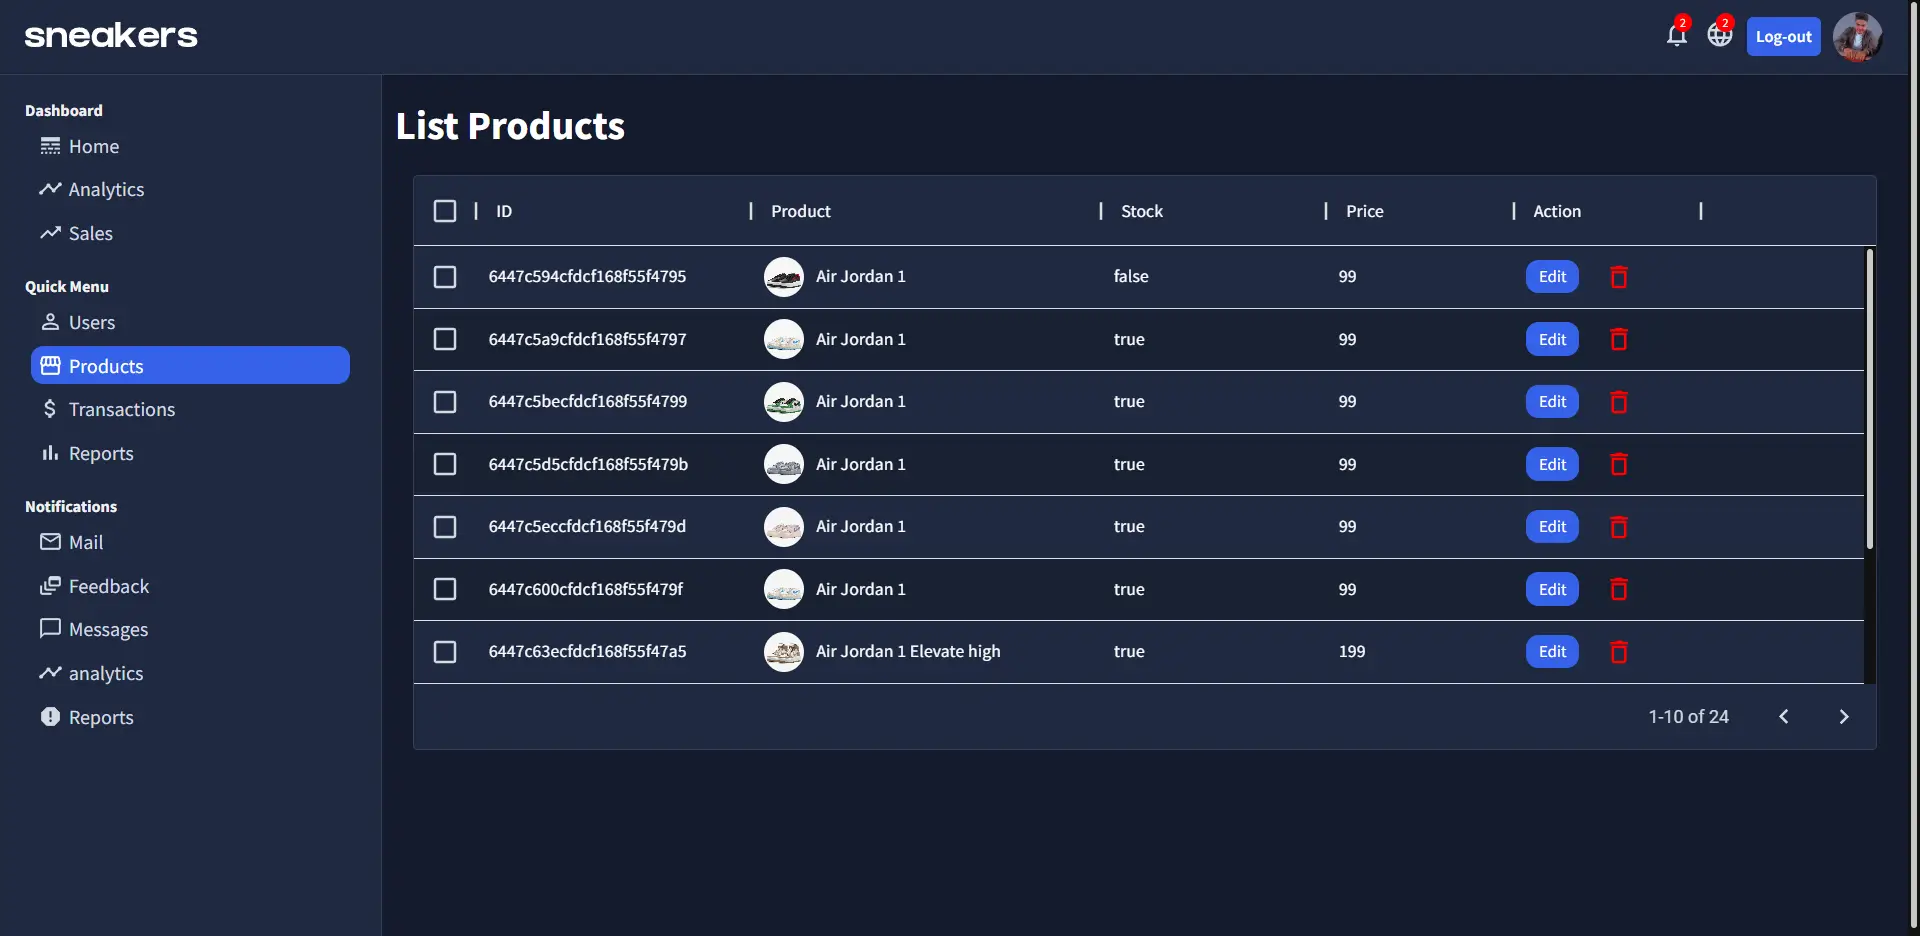 sneakers
2
2
Log-out
Dashboard
Home
Analytics
Sales
Quick Menu
Users
Products
Transactions
Reports
Notifications
Mail
Feedback
Messages
analytics
Reports
List Products
ID Product Stock Price Action
6447c594cfdcf168f55f4795 Air Jordan 1 false 99 Edit
6447c5a9cfdcf168f55f4797 Air Jordan 1 true 99 Edit
6447c5becfdcf168f55f4799 Air Jordan 1 true 99 Edit
6447c5d5cfdcf168f55f479b Air Jordan 1 true 99 Edit
6447c5eccfdcf168f55f479d Air Jordan 1 true 99 Edit
6447c600cfdcf168f55f479f Air Jordan 1 true 99 Edit
6447c63ecfdcf168f55f47a5 Air Jordan 1 Elevate high true 199 Edit
1-10 of 24